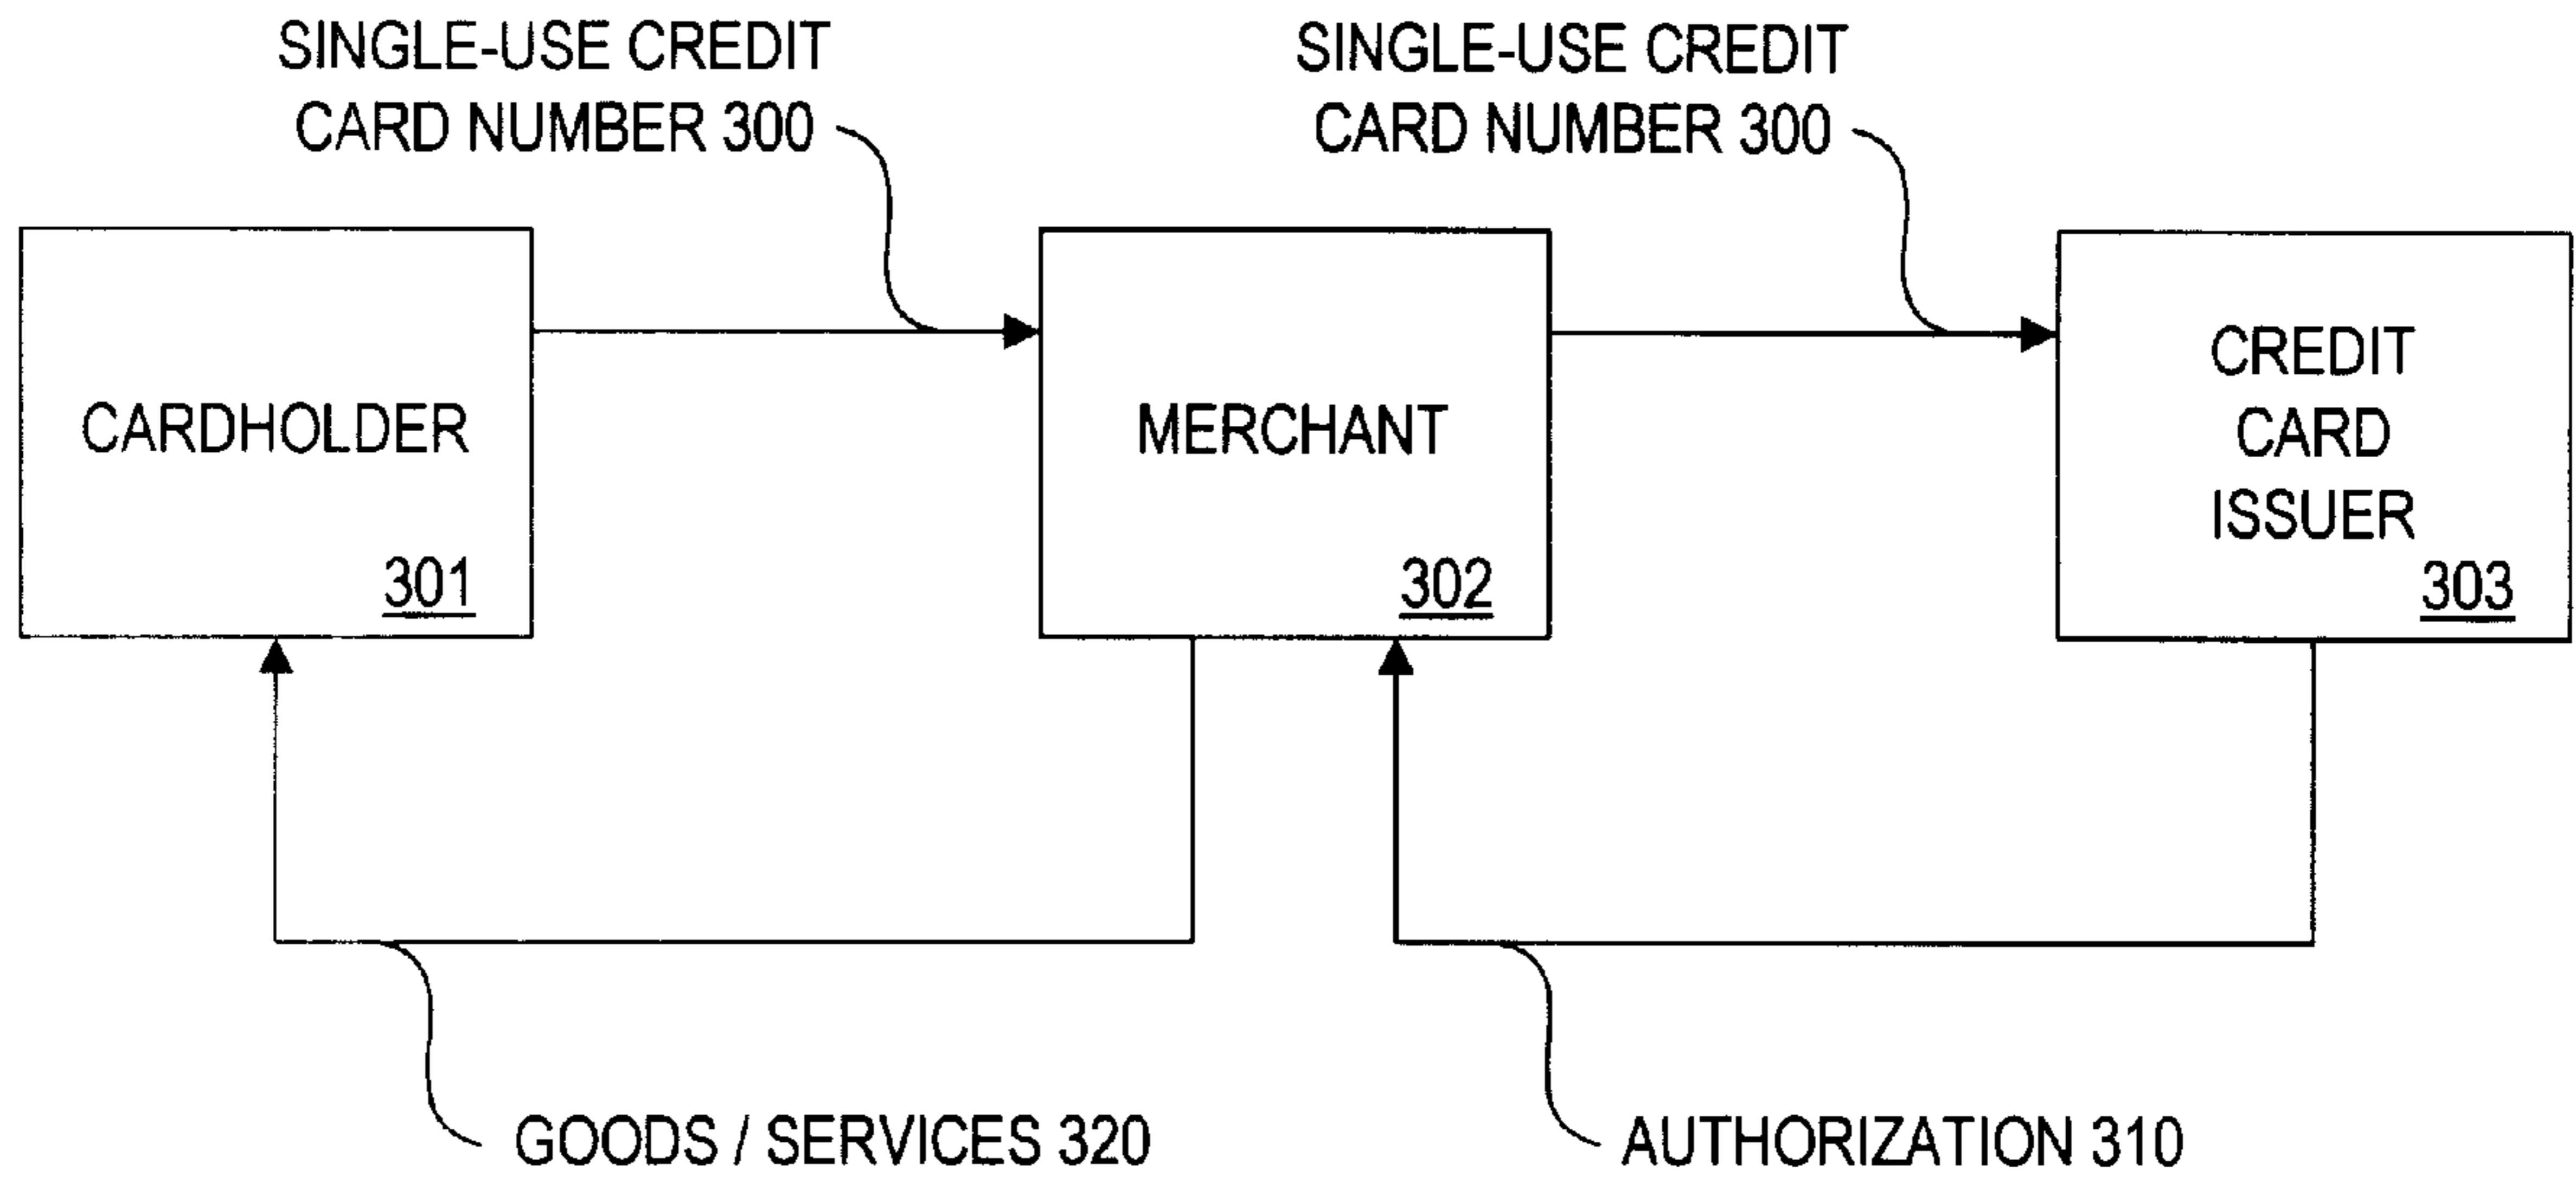 SINGLE-USE CREDIT
CARD NUMBER 300
SINGLE-USE CREDIT
CARD NUMBER 300
CARDHOLDER
301
MERCHANT
302
CREDIT
CARD
ISSUER
303
GOODS / SERVICES 320
AUTHORIZATION 310